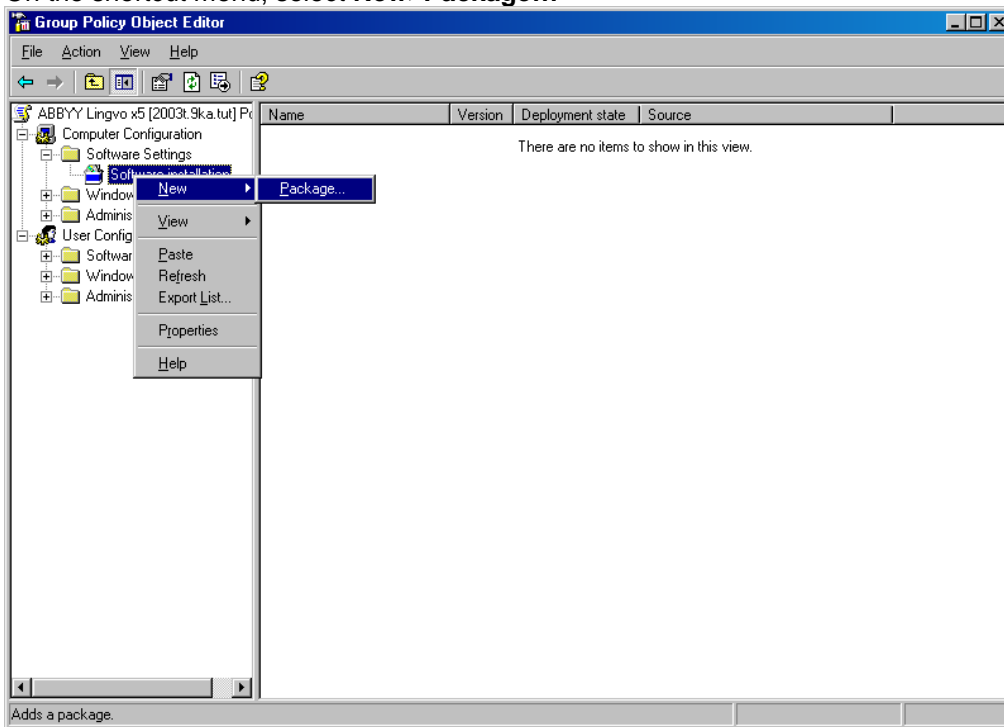 On the shortcut menu, select New>Package...
Group Policy Object Editor
File Action View Help
Name Version Deployment state Source
ABBYY Lingvo x5 [2003t.9ka.tut] Po
There are no items to show in this view.
Computer Configuration
Software Settings
Software installation
Window
Adminis
User Config
Softwar
Window
Adminis
New
Package...
View
Paste
Refresh
Export List...
Properties
Help
Adds a package.